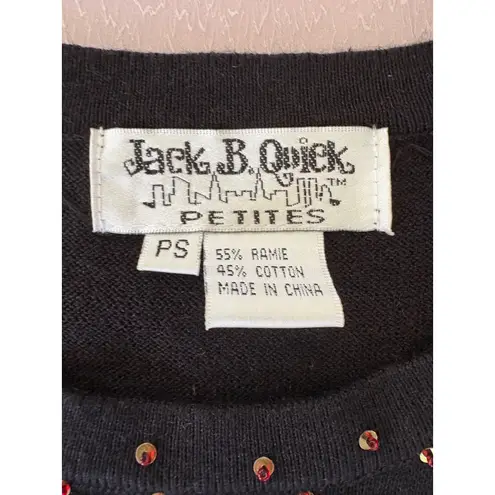 Jack B. Quick
TM
PETITES
PS
55% RAMIE
45% COTTON
MADE IN CHINA